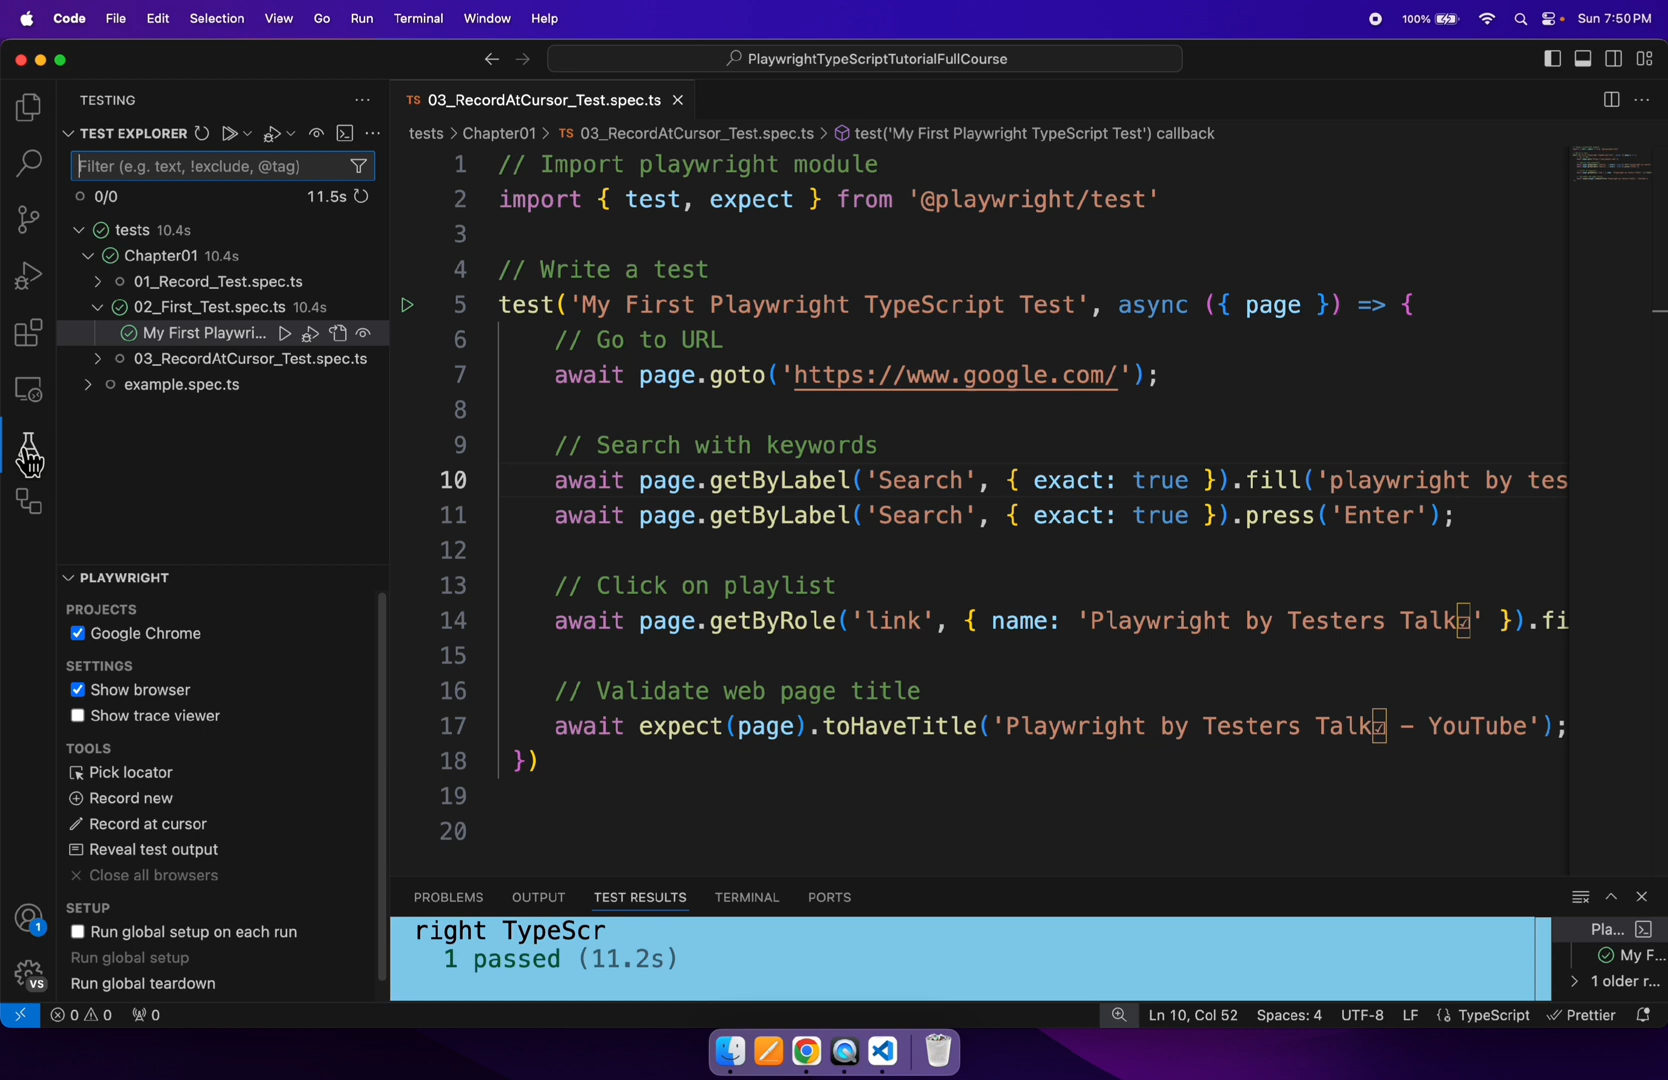 Code File Edit Selection View Go Run Terminal Window Help
100% Sun 7:50PM
PlaywrightTypeScriptTutorialFullCourse
TESTING
TEST EXPLORER
Filter (e.g. text, !exclude, @tag)
0/0 11.5s
tests 10.4s
Chapter01 10.4s
01_Record_Test.spec.ts
02_First_Test.spec.ts 10.4s
My First Playwri...
03_RecordAtCursor_Test.spec.ts
example.spec.ts
PLAYWRIGHT
PROJECTS
Google Chrome
SETTINGS
Show browser
Show trace viewer
TOOLS
Pick locator
Record new
Record at cursor
Reveal test output
Close all browsers
SETUP
Run global setup on each run
Run global setup
Run global teardown
1
VS
TS 03_RecordAtCursor_Test.spec.ts
tests > Chapter01 > TS 03_RecordAtCursor_Test.spec.ts > test('My First Playwright TypeScript Test') callback
1 // Import playwright module
2 import { test, expect } from '@playwright/test'
3
4 // Write a test
5 test('My First Playwright TypeScript Test', async ({ page }) => {
6 // Go to URL
7 await page.goto('https://www.google.com/');
8
9 // Search with keywords
10 await page.getByLabel('Search', { exact: true }).fill('playwright by tes
11 await page.getByLabel('Search', { exact: true }).press('Enter');
12
13 // Click on playlist
14 await page.getByRole('link', { name: 'Playwright by Testers Talk☑' }).fi
15
16 // Validate web page title
17 await expect(page).toHaveTitle('Playwright by Testers Talk☑ - YouTube');
18 })
19
20
PROBLEMS OUTPUT TEST RESULTS TERMINAL PORTS
right TypeScr
1 passed (11.2s)
Pla...
My F...
1 older r...
0 0 0
Ln 10, Col 52 Spaces: 4 UTF-8 LF {} TypeScript Prettier